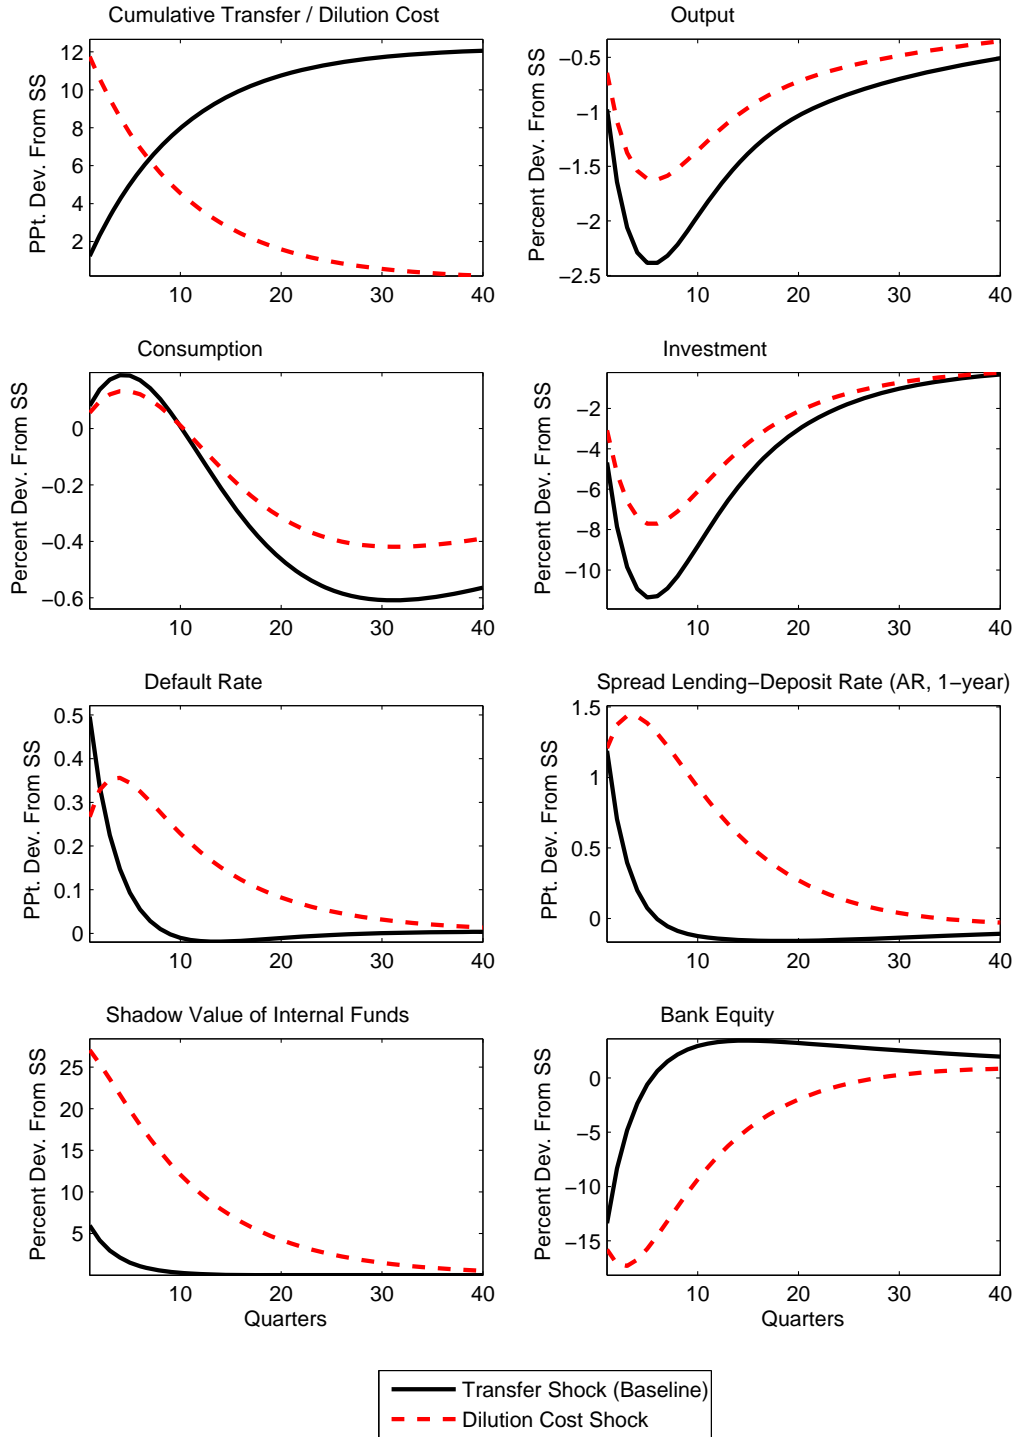 Cumulative Transfer / Dilution Cost
PPt. Dev. From SS
12
10
8
6
4
2
10 20 30 40
Output
Percent Dev. From SS
−0.5
−1
−1.5
−2
−2.5
10 20 30 40
Consumption
Percent Dev. From SS
0
−0.2
−0.4
−0.6
10 20 30 40
Investment
Percent Dev. From SS
−2
−4
−6
−8
−10
10 20 30 40
Default Rate
PPt. Dev. From SS
0.5
0.4
0.3
0.2
0.1
0
10 20 30 40
Spread Lending−Deposit Rate (AR, 1−year)
PPt. Dev. From SS
1.5
1
0.5
0
10 20 30 40
Shadow Value of Internal Funds
Percent Dev. From SS
25
20
15
10
5
10 20 30 40
Quarters
Bank Equity
Percent Dev. From SS
0
−5
−10
−15
10 20 30 40
Quarters
Transfer Shock (Baseline)
Dilution Cost Shock